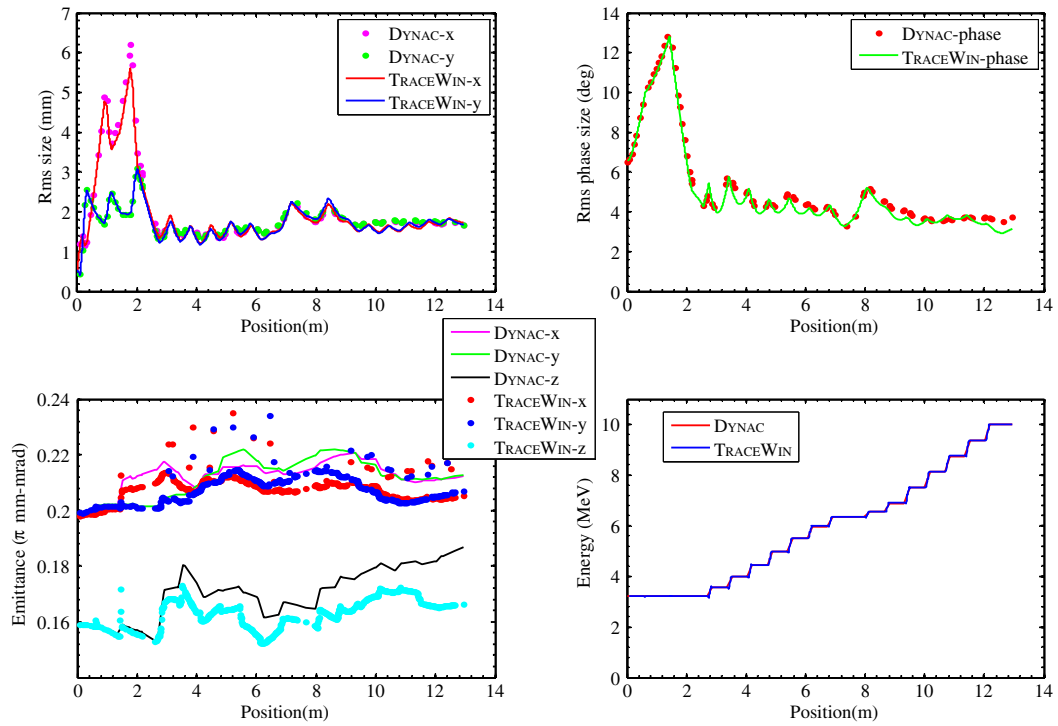 7
6
5
4
3
2
1
0
Rms size (mm)
0 2 4 6 8 10 12 14
Position(m)
DYNAC-x
DYNAC-y
TRACEWIN-x
TRACEWIN-y
14
12
10
8
6
4
2
0
Rms phase size (deg)
0 2 4 6 8 10 12 14
Position(m)
DYNAC-phase
TRACEWIN-phase
0.24
0.22
0.2
0.18
0.16
Emittance (π mm-mrad)
0 2 4 6 8 10 12 14
Position(m)
DYNAC-x
DYNAC-y
DYNAC-z
TRACEWIN-x
TRACEWIN-y
TRACEWIN-z
10
8
6
4
2
0
Energy (MeV)
0 2 4 6 8 10 12 14
Position(m)
DYNAC
TRACEWIN